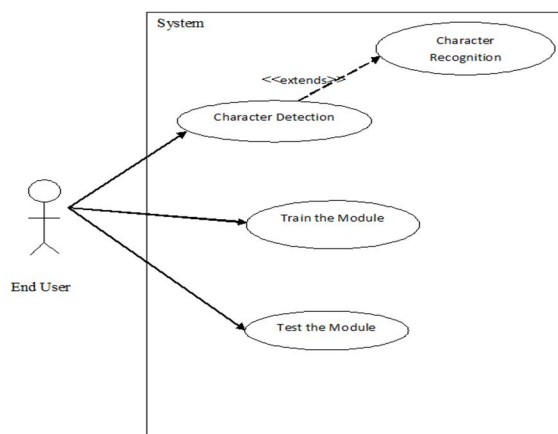 System
Character
Recognition
<<extends>>
Character Detection
Train the Module
End User
Test the Module